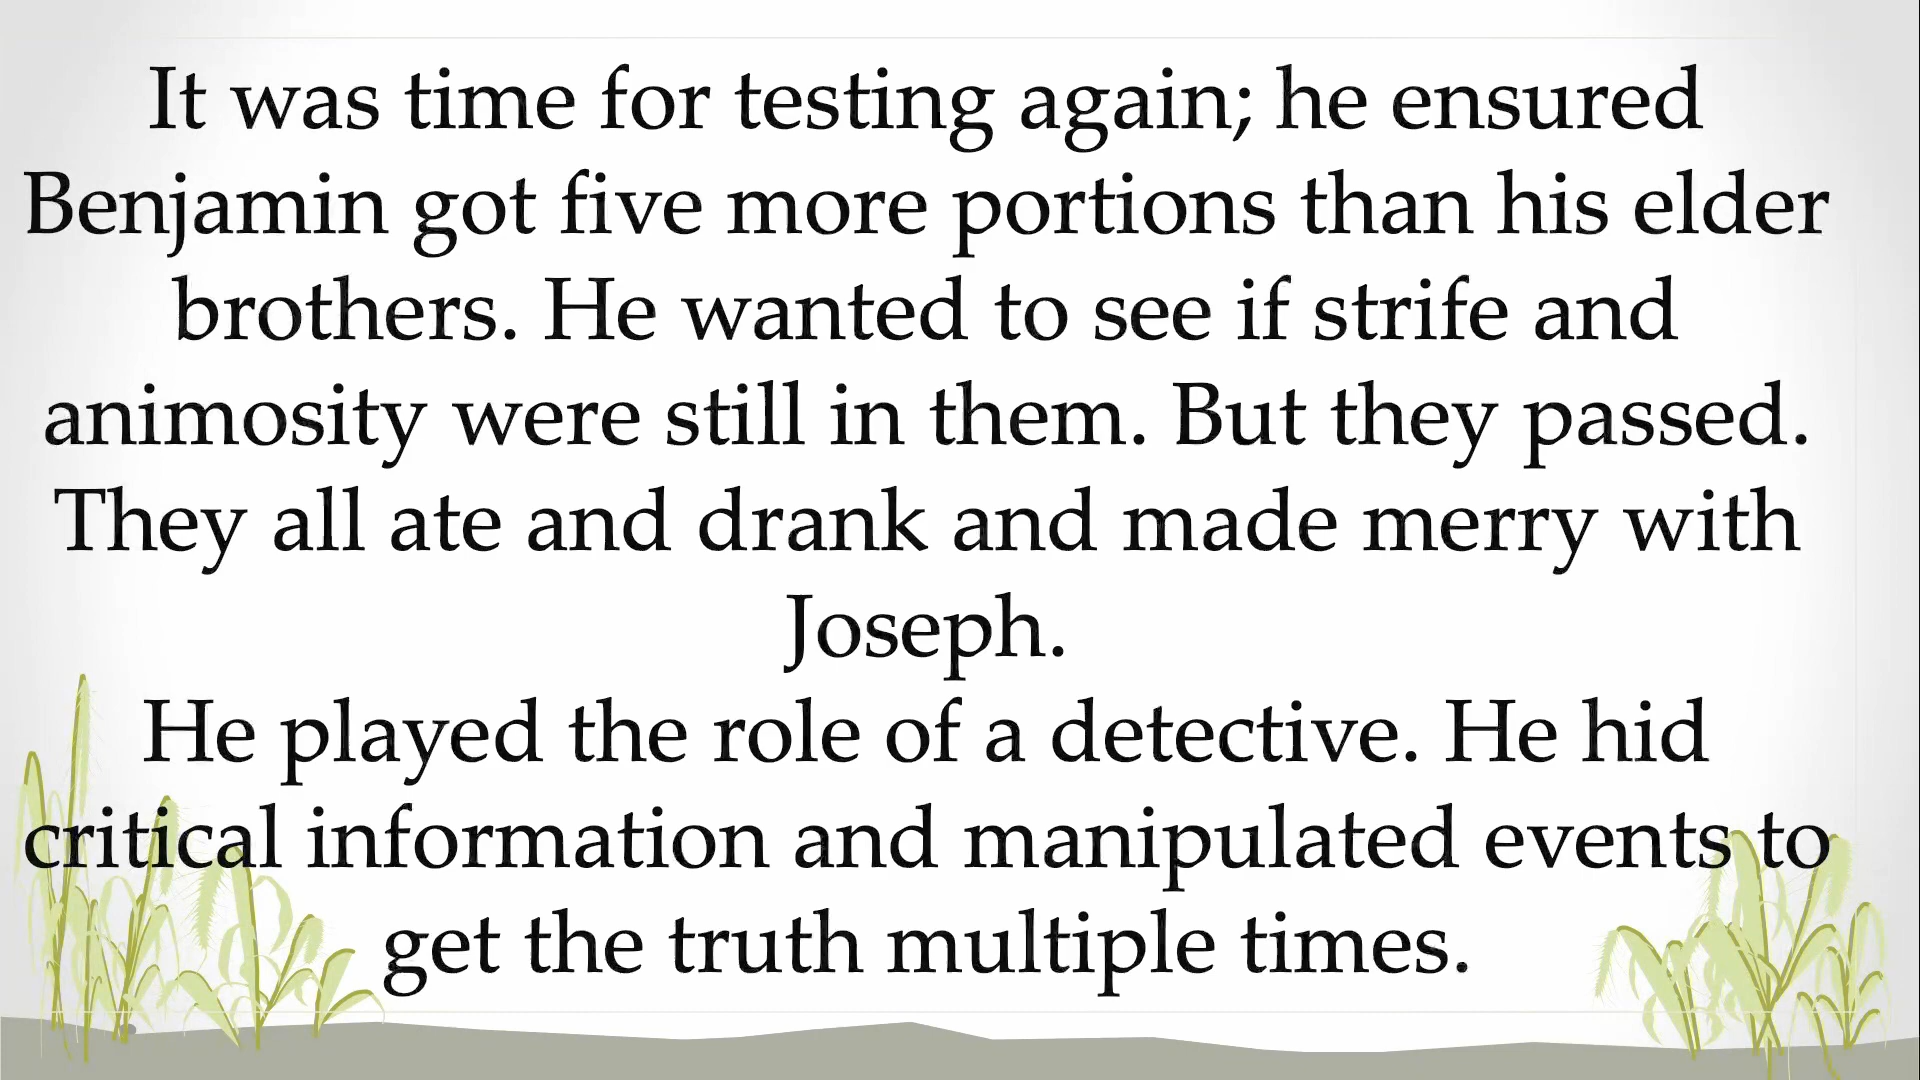 It was time for testing again; he ensured
Benjamin got five more portions than his elder
brothers. He wanted to see if strife and
animosity were still in them. But they passed.
They all ate and drank and made merry with
Joseph.
He played the role of a detective. He hid
critical information and manipulated events to
get the truth multiple times.